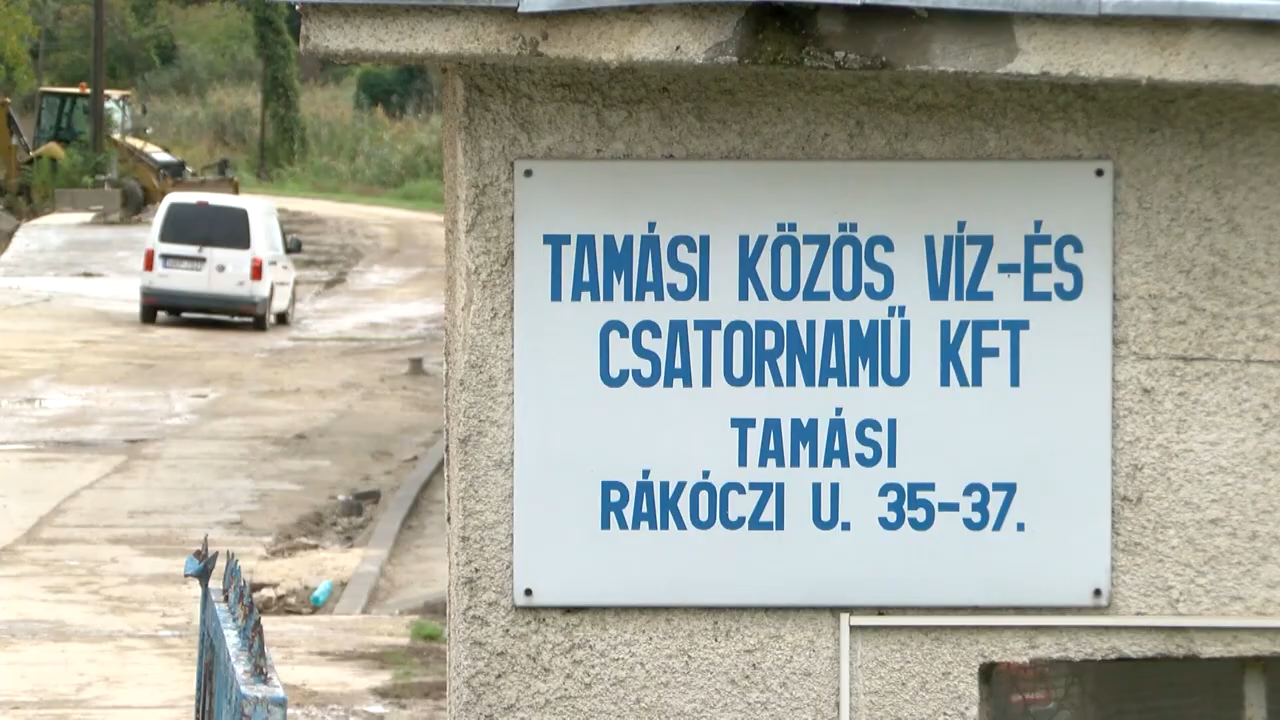 TAMÁSI KÖZÖS VÍZ-ÉS
CSATORNAMŰ KFT
TAMÁSI
RÁKÓCZI U. 35-37.